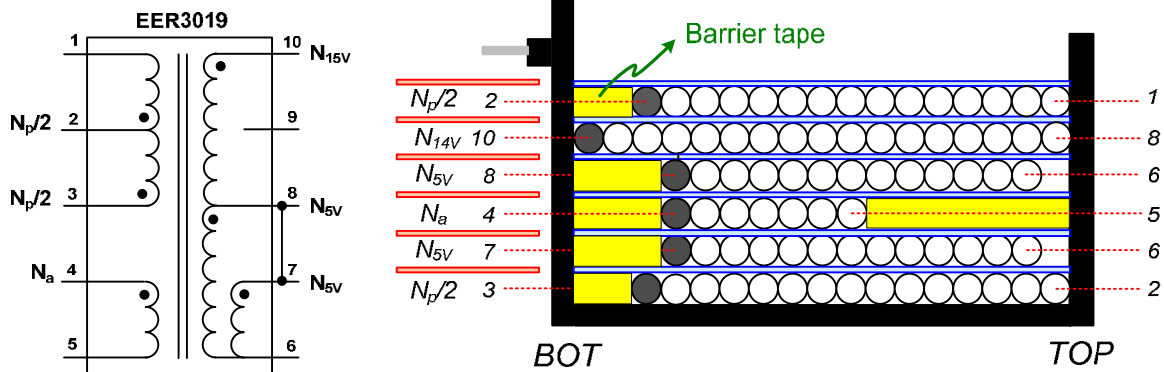 EER3019
1
10 N15V
Np/2 2
9
Np/2 3
8 N5V
Na 4
7 N5V
5
6
Barrier tape
Np/2 2 1
N14V 10 8
N5V 8 6
Na 4 5
N5V 7 6
Np/2 3 2
BOT TOP